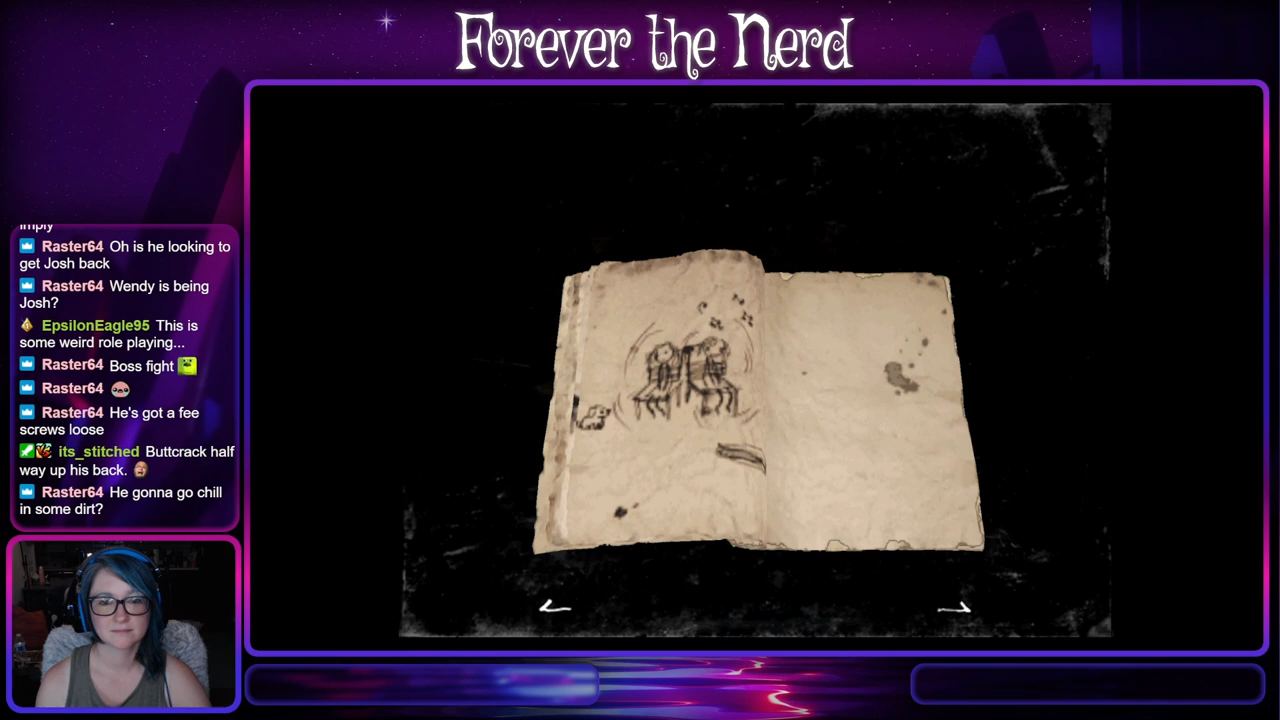 Forever the Nerd
imply
Raster64 Oh is he looking to
get Josh back
Raster64 Wendy is being
Josh?
EpsilonEagle95 This is
some weird role playing...
Raster64 Boss fight
Raster64
Raster64 He's got a fee
screws loose
its_stitched Buttcrack half
way up his back.
Raster64 He gonna go chill
in some dirt?